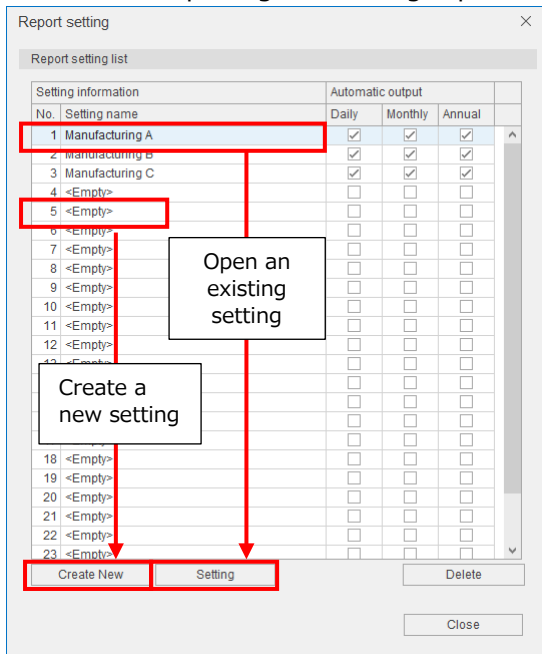 Report setting
Report setting list
Setting information Automatic output
No. Setting name Daily Monthly Annual
1 Manufacturing A
2 Manufacturing B
3 Manufacturing C
4 <Empty>
5 <Empty>
6 <Empty>
7 <Empty>
8 <Empty>
9 <Empty>
10 <Empty>
11 <Empty>
12 <Empty>
13 <Empty>
18 <Empty>
19 <Empty>
20 <Empty>
21 <Empty>
22 <Empty>
23 <Empty>
Open an
existing
setting
Create a
new setting
Create New Setting Delete
Close